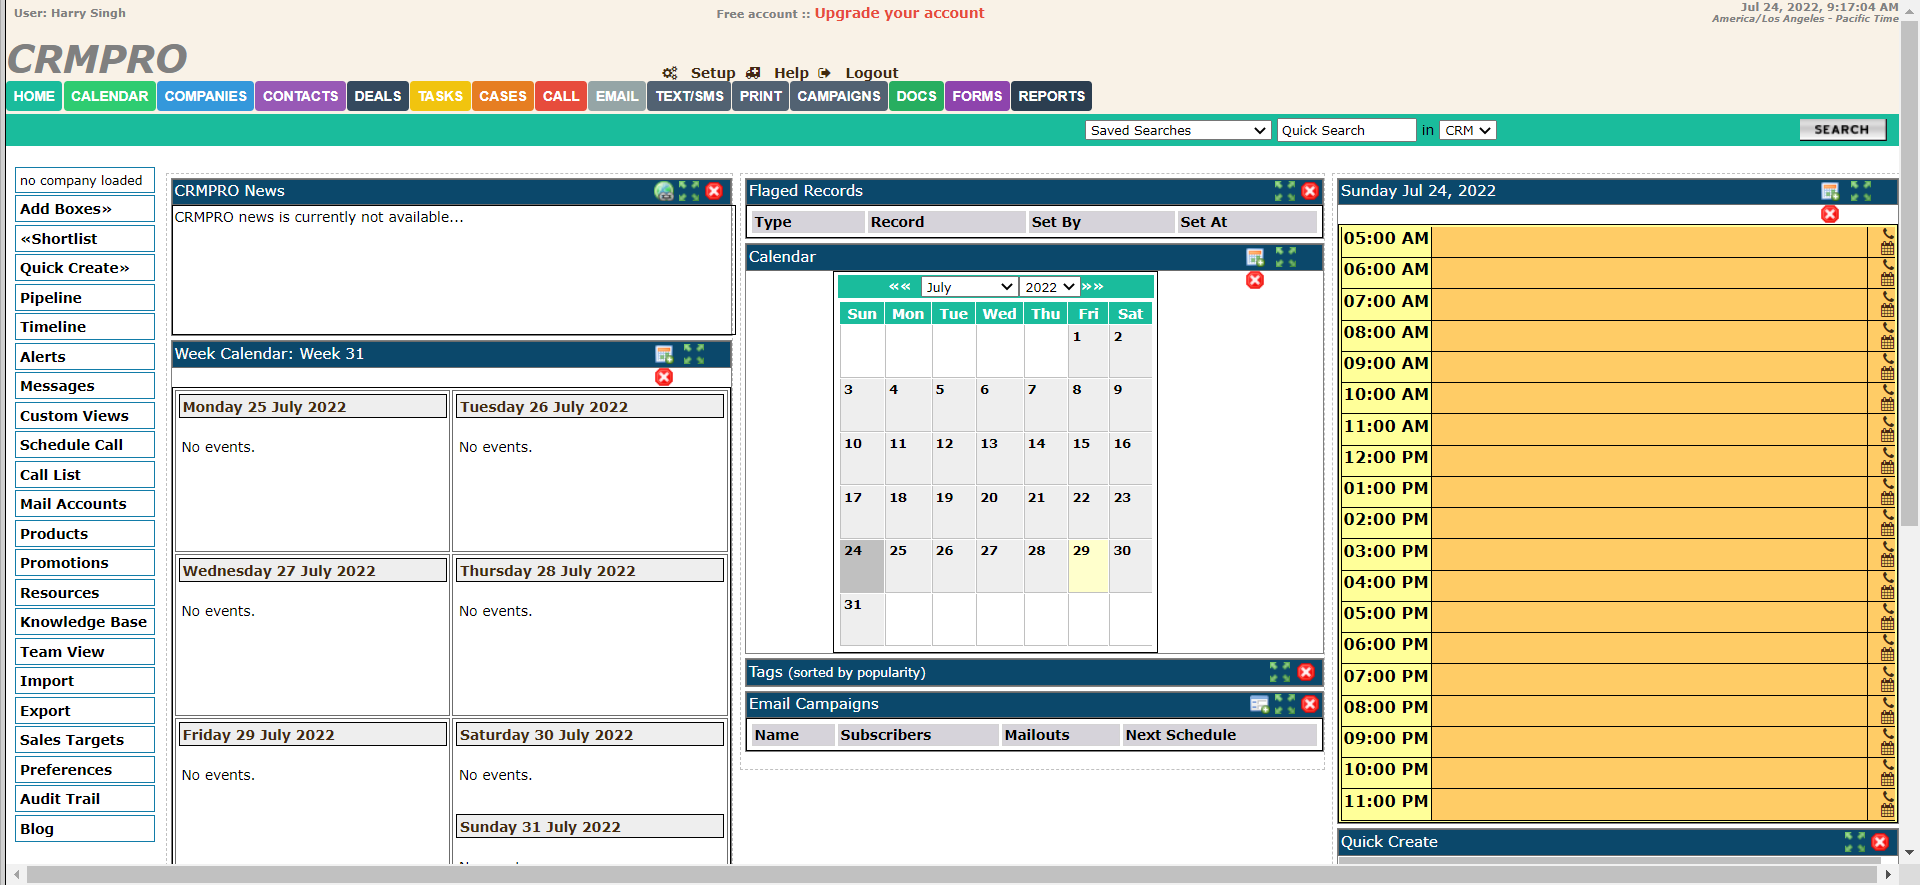 User: Harry Singh
Free account :: Upgrade your account
Jul 24, 2022, 9:17:04 AM
America/Los Angeles - Pacific Time
CRMPRO
Setup Help Logout
HOME CALENDAR COMPANIES CONTACTS DEALS TASKS CASES CALL EMAIL TEXT/SMS PRINT CAMPAIGNS DOCS FORMS REPORTS
Saved Searches Quick Search in CRM SEARCH
no company loaded
Add Boxes»
«Shortlist
Quick Create»
Pipeline
Timeline
Alerts
Messages
Custom Views
Schedule Call
Call List
Mail Accounts
Products
Promotions
Resources
Knowledge Base
Team View
Import
Export
Sales Targets
Preferences
Audit Trail
Blog
CRMPRO News
CRMPRO news is currently not available...
Week Calendar: Week 31
Monday 25 July 2022
No events.
Tuesday 26 July 2022
No events.
Wednesday 27 July 2022
No events.
Thursday 28 July 2022
No events.
Friday 29 July 2022
No events.
Saturday 30 July 2022
No events.
Sunday 31 July 2022
Flaged Records
Type Record Set By Set At
Calendar
«« July 2022 »»
Sun Mon Tue Wed Thu Fri Sat
1 2
3 4 5 6 7 8 9
10 11 12 13 14 15 16
17 18 19 20 21 22 23
24 25 26 27 28 29 30
31
Tags (sorted by popularity)
Email Campaigns
Name Subscribers Mailouts Next Schedule
Sunday Jul 24, 2022
05:00 AM
06:00 AM
07:00 AM
08:00 AM
09:00 AM
10:00 AM
11:00 AM
12:00 PM
01:00 PM
02:00 PM
03:00 PM
04:00 PM
05:00 PM
06:00 PM
07:00 PM
08:00 PM
09:00 PM
10:00 PM
11:00 PM
Quick Create